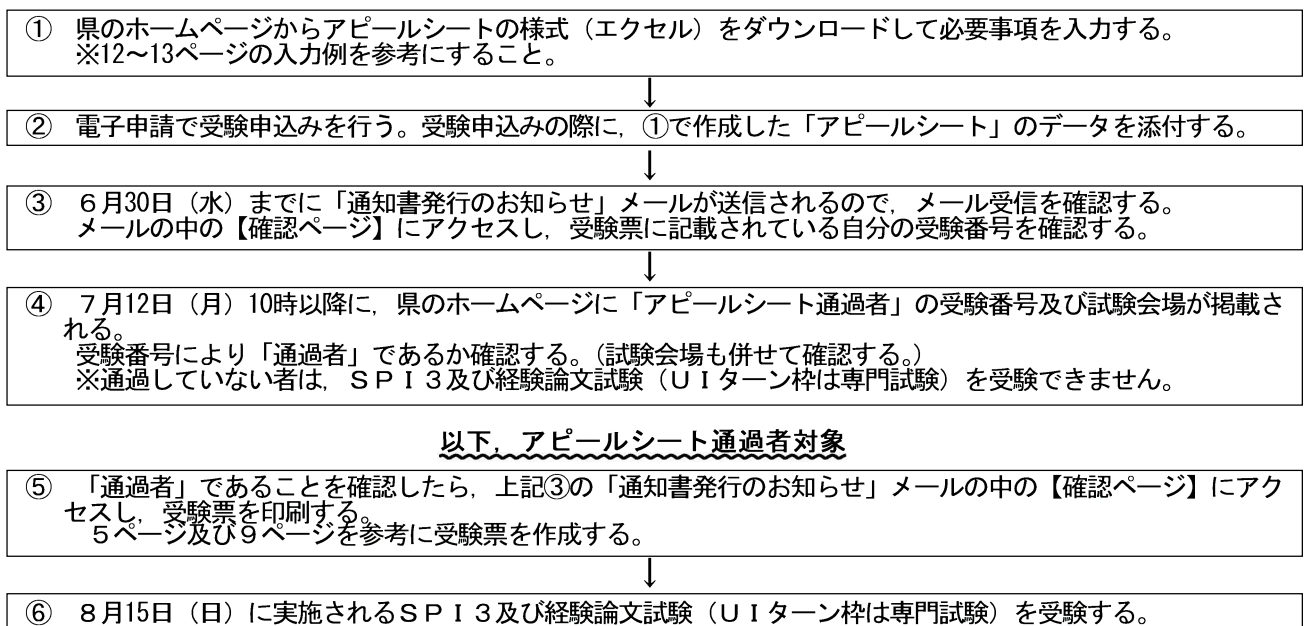 ① 県のホームページからアピールシートの様式(エクセル)をダウンロードして必要事項を入力する。
※12〜13ページの入力例を参考にすること。
↓
② 電子申請で受験申込みを行う。受験申込みの際に,①で作成した「アピールシート」のデータを添付する。
↓
③ 6月30日(水)までに「通知書発行のお知らせ」メールが送信されるので,メール受信を確認する。
メールの中の【確認ページ】にアクセスし,受験票に記載されている自分の受験番号を確認する。
↓
④ 7月12日(月)10時以降に,県のホームページに「アピールシート通過者」の受験番号及び試験会場が掲載さ
れる。
受験番号により「通過者」であるか確認する。(試験会場も併せて確認する。)
※通過していない者は,SPI3及び経験論文試験(UIターン枠は専門試験)を受験できません。
以下,アピールシート通過者対象
⑤ 「通過者」であることを確認したら,上記③の「通知書発行のお知らせ」メールの中の【確認ページ】にアク
セスし,受験票を印刷する。
5ページ及び9ページを参考に受験票を作成する。
↓
⑥ 8月15日(日)に実施されるSPI3及び経験論文試験(UIターン枠は専門試験)を受験する。